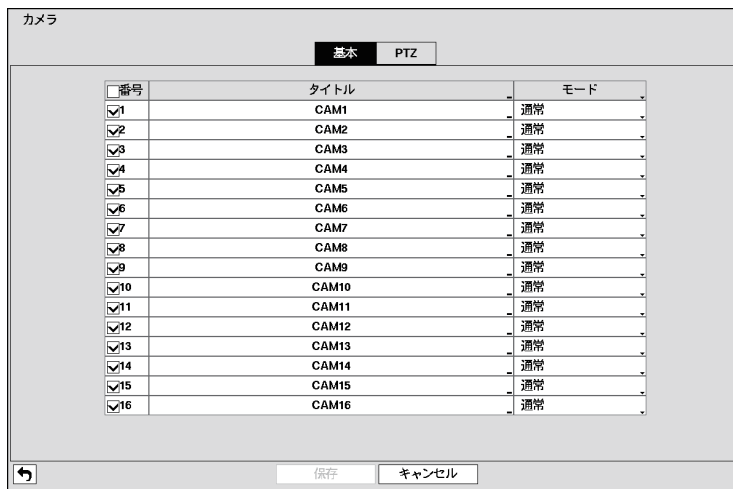 カメラ
基本 PTZ
番号 タイトル モード
1 CAM1 通常
2 CAM2 通常
3 CAM3 通常
4 CAM4 通常
5 CAM5 通常
6 CAM6 通常
7 CAM7 通常
8 CAM8 通常
9 CAM9 通常
10 CAM10 通常
11 CAM11 通常
12 CAM12 通常
13 CAM13 通常
14 CAM14 通常
15 CAM15 通常
16 CAM16 通常
保存 キャンセル